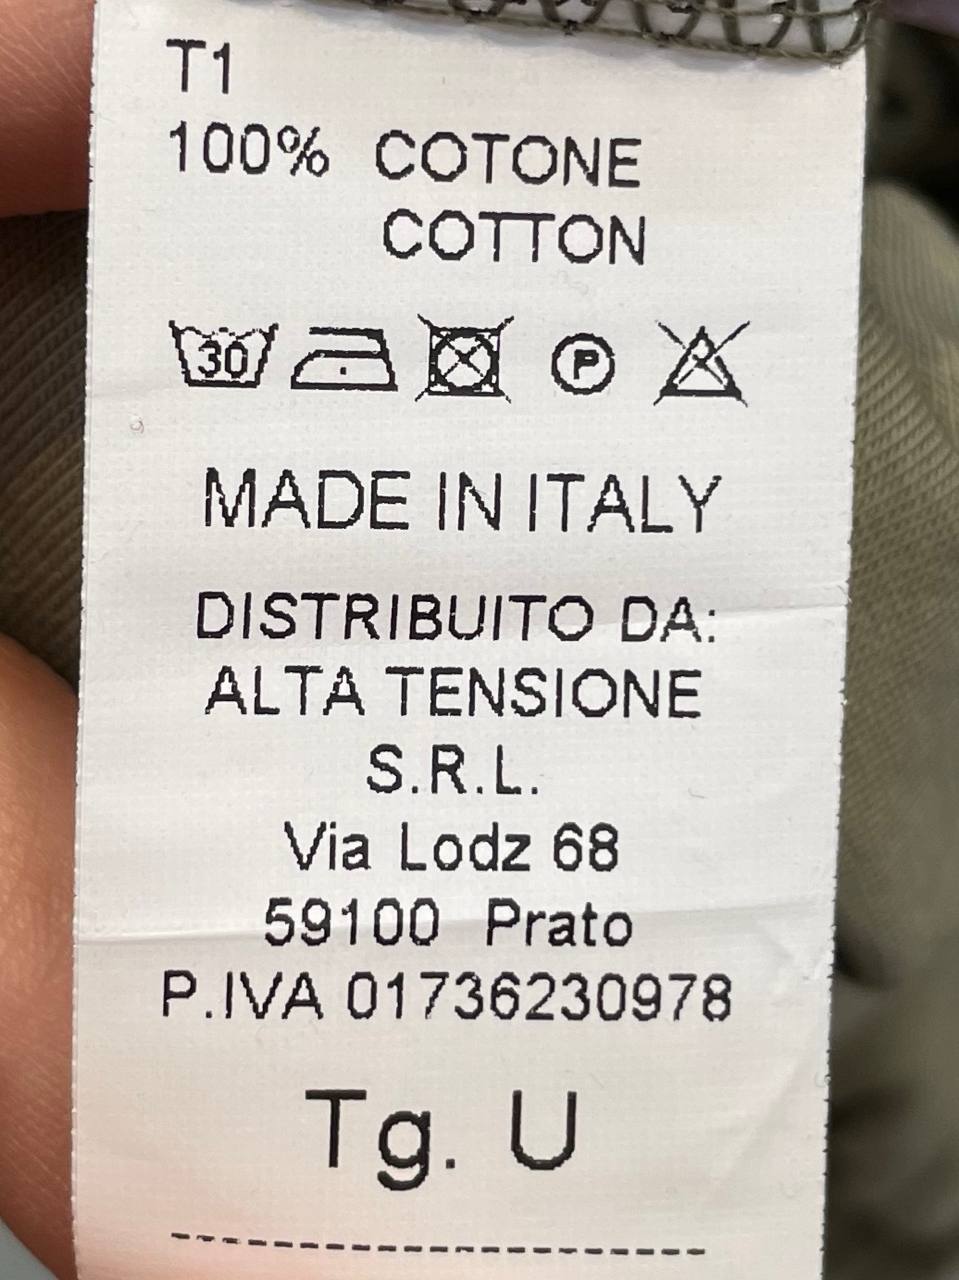 T1
100% COTONE
COTTON
30 P
MADE IN ITALY
DISTRIBUITO DA:
ALTA TENSIONE
S.R.L.
Via Lodz 68
59100 Prato
P.IVA 01736230978
Tg. U